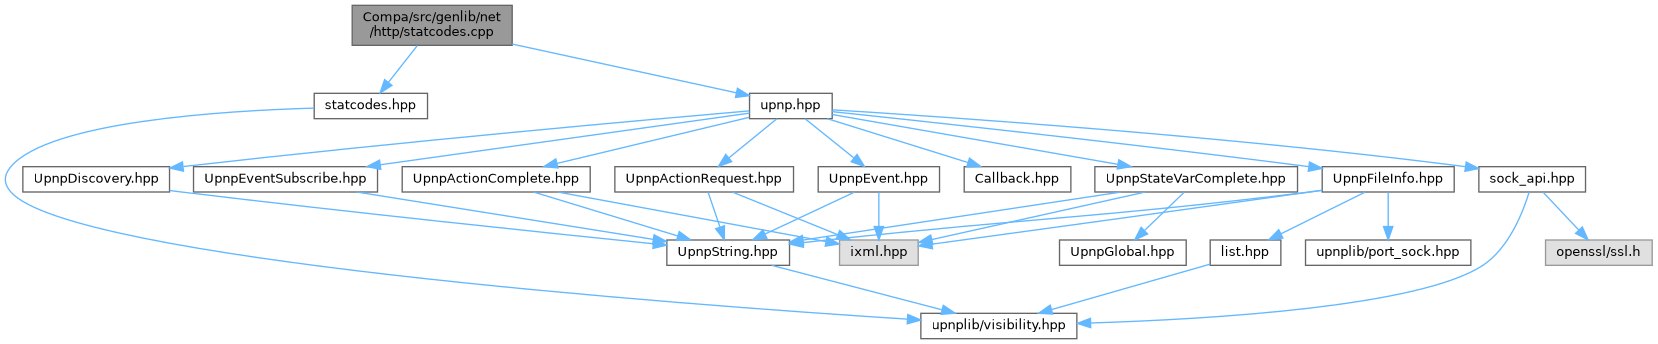 Compa/src/genlib/net
/http/statcodes.cpp
statcodes.hpp
upnp.hpp
UpnpDiscovery.hpp
UpnpEventSubscribe.hpp
UpnpActionComplete.hpp
UpnpActionRequest.hpp
UpnpEvent.hpp
Callback.hpp
UpnpStateVarComplete.hpp
UpnpFileInfo.hpp
sock_api.hpp
UpnpString.hpp
ixml.hpp
UpnpGlobal.hpp
list.hpp
upnplib/port_sock.hpp
openssl/ssl.h
upnplib/visibility.hpp